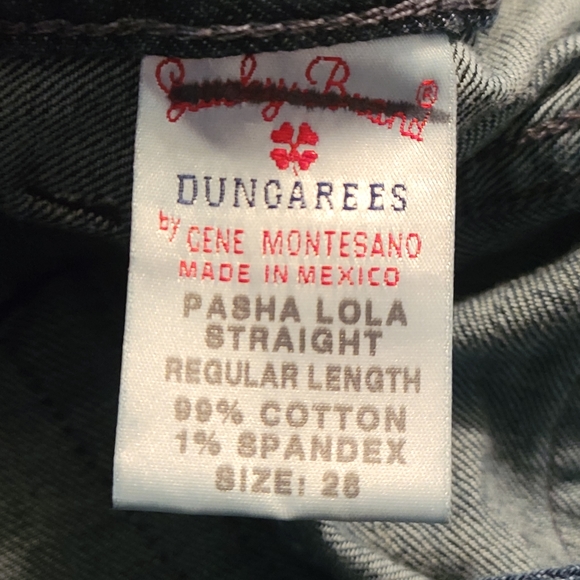 Lucky Brand®
DUNGAREES
by GENE MONTESANO
MADE IN MEXICO
PASHA LOLA
STRAIGHT
REGULAR LENGTH
99% COTTON
1% SPANDEX
SIZE: 26